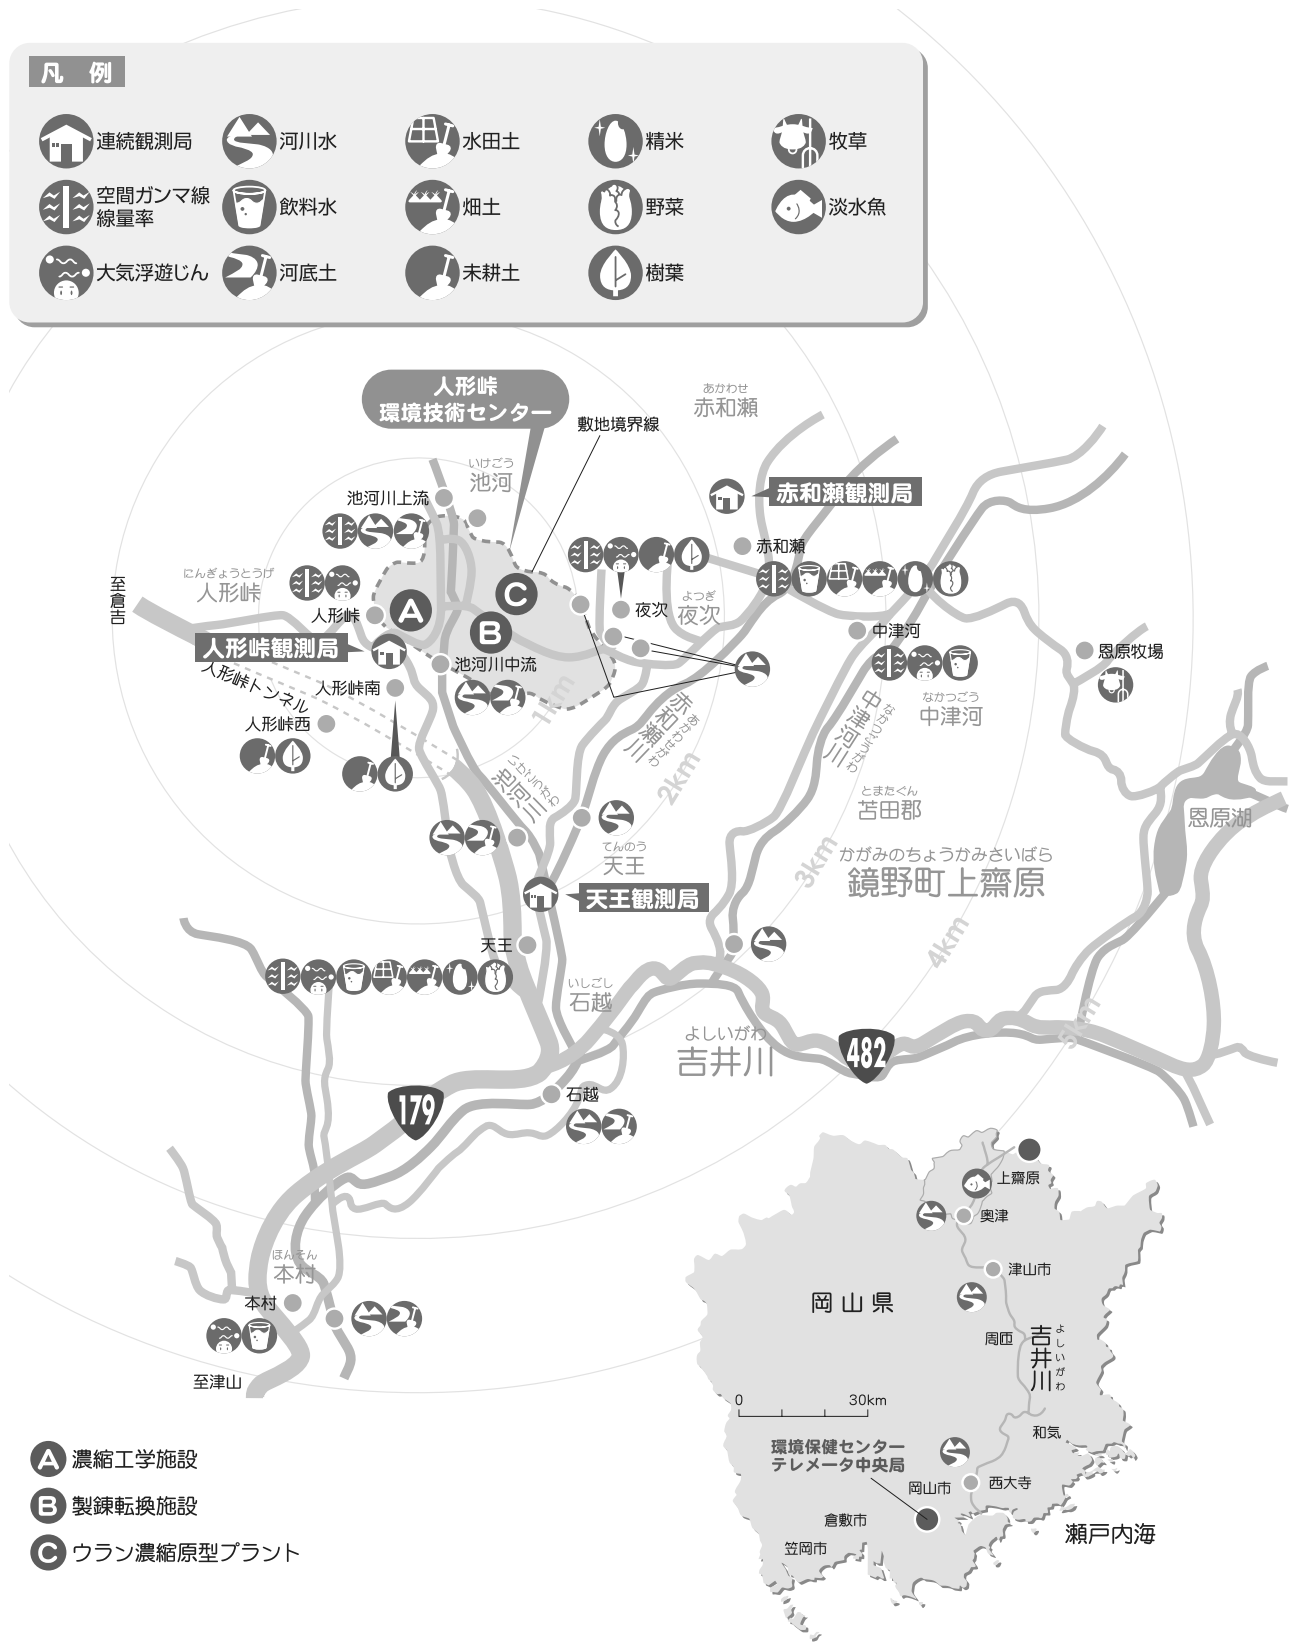 凡 例
連続観測局
河川水
水田土
精米
牧草
空間ガンマ線
線量率
飲料水
畑土
野菜
淡水魚
大気浮遊じん
河底土
未耕土
樹葉
人形峠
環境技術センター
敷地境界線
あかわせ
赤和瀬
いけごう
池河
池河川上流
赤和瀬観測局
赤和瀬
にんぎょうとうげ
人形峠
至倉吉
人形峠
A
B
C
夜次
よつぎ
夜次
中津河
恩原牧場
人形峠観測局
池河川中流
人形峠トンネル
人形峠南
人形峠西
1km
赤和瀬川
あかわせがわ
中津河川
なかつごうがわ
なかつごう
中津河
2km
池河川
いけごうがわ
とまたぐん
苫田郡
恩原湖
てんのう
天王
3km
かがみのちょうかみさいばら
鏡野町上齋原
天王観測局
天王
4km
いしごし
石越
5km
よしいがわ
吉井川
482
179
石越
ほんそん
本村
本村
至津山
上齋原
奥津
津山市
岡山県
周匝
吉井川
よしいがわ
0
30km
和気
環境保健センター
テレメータ中央局
岡山市
西大寺
倉敷市
笠岡市
瀬戸内海
A 濃縮工学施設
B 製錬転換施設
C ウラン濃縮原型プラント